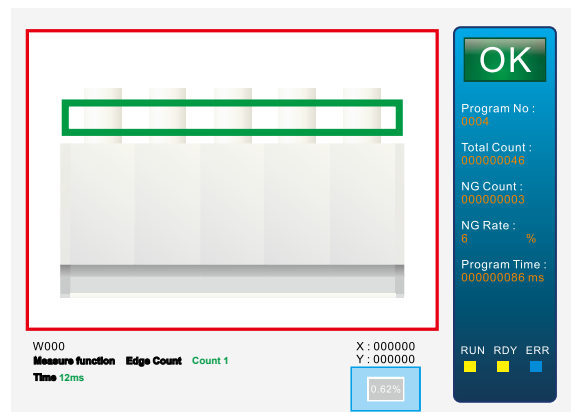 OK
Program No :
0004
Total Count :
000000046
NG Count :
000000003
NG Rate :
6 %
Program Time :
000000086 ms
RUN RDY ERR
W000
Measure function Edge Count Count 1
Time 12ms
X : 000000
Y : 000000
0.62%